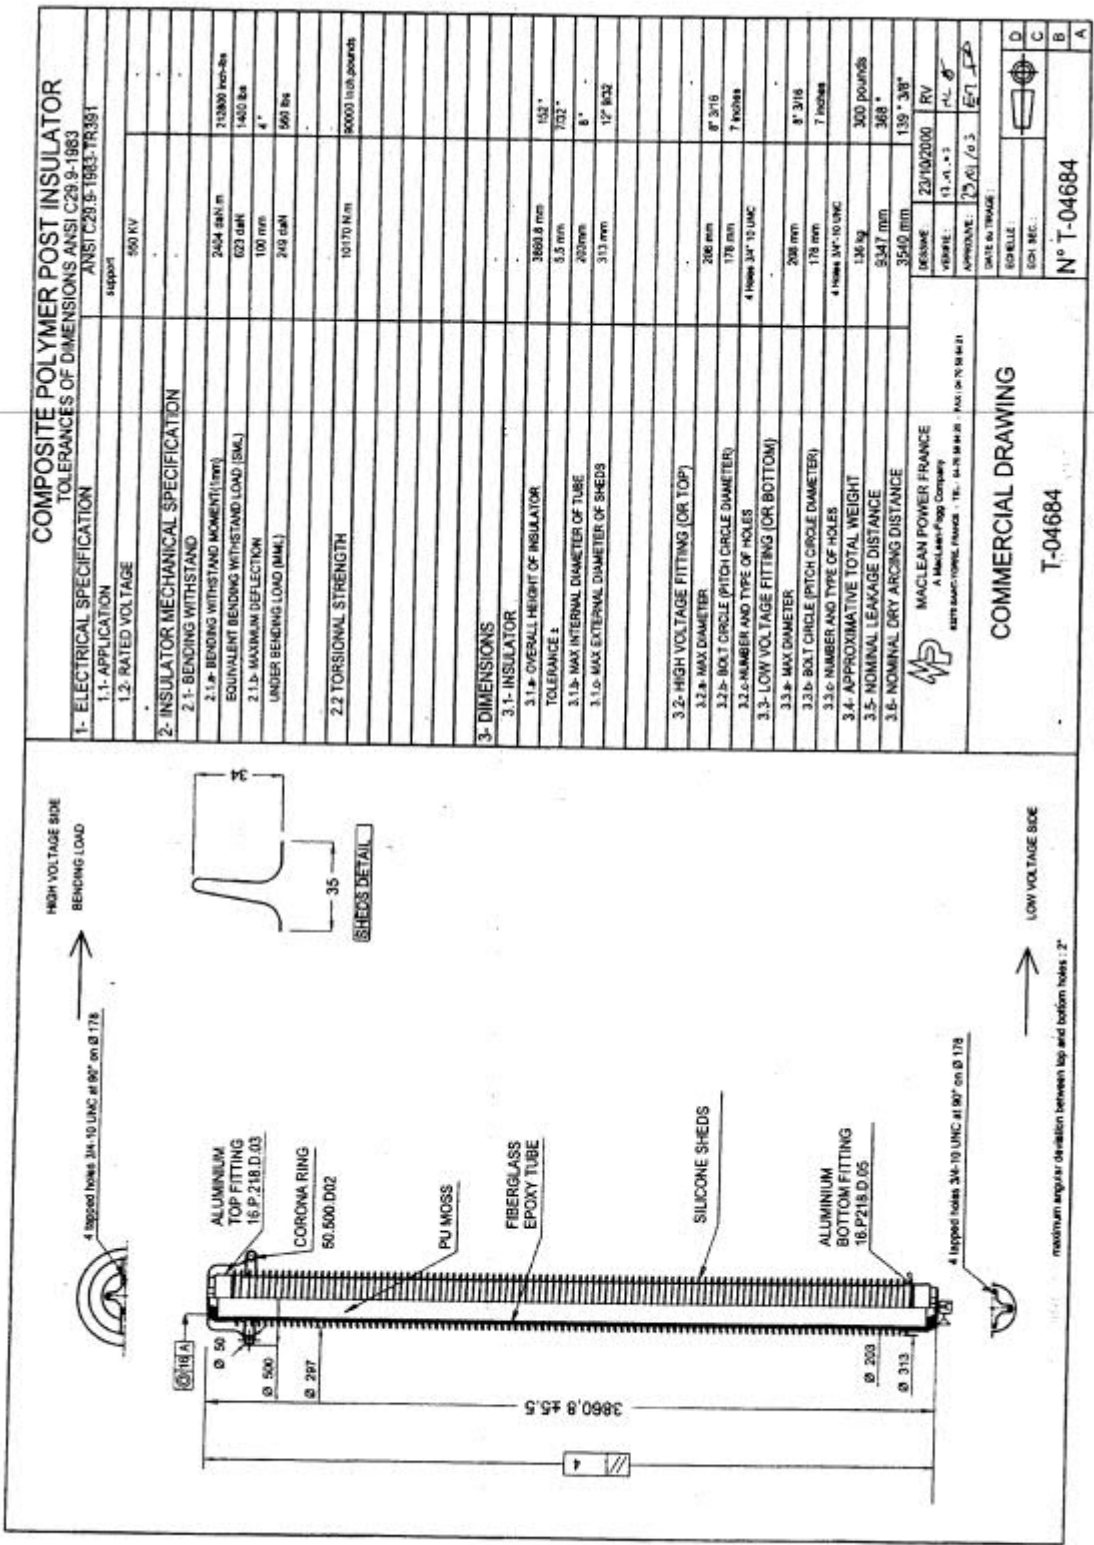 COMPOSITE POLYMER POST INSULATOR
TOLERANCES OF DIMENSIONS ANSI C29.9-1983
1- ELECTRICAL SPECIFICATION
ANSI C29.9-1983-TR391
1.1- APPLICATION support
1.2- RATED VOLTAGE 550 KV
2- INSULATOR MECHANICAL SPECIFICATION
2.1- BENDING WITHSTAND
2.1.a- BENDING WITHSTAND MOMENT(1mm) 2404 daN.m 212800 inch-lbs
EQUIVALENT BENDING WITHSTAND LOAD (SML) 623 daN 1400 lbs
2.1.b- MAXIMUM DEFLECTION 100 mm 4"
UNDER BENDING LOAD (MML) 249 daN 560 lbs
2.2 TORSIONAL STRENGTH 10170 N.m 90000 inch.pounds
3- DIMENSIONS
3.1- INSULATOR
3.1.a- OVERALL HEIGHT OF INSULATOR 3860.8 mm 152"
TOLERANCE ± 5.5 mm 7/32"
3.1.b- MAX INTERNAL DIAMETER OF TUBE 203mm 8"
3.1.c- MAX EXTERNAL DIAMETER OF SHEDS 313 mm 12" 9/32
3.2- HIGH VOLTAGE FITTING (OR TOP)
3.2.a- MAX DIAMETER 208 mm 8" 3/16
3.2.b- BOLT CIRCLE (PITCH CIRCLE DIAMETER) 178 mm 7 inches
3.2.c- NUMBER AND TYPE OF HOLES 4 Holes 3/4" 10 UNC
3.3- LOW VOLTAGE FITTING (OR BOTTOM)
3.3.a- MAX DIAMETER 208 mm 8" 3/16
3.3.b- BOLT CIRCLE (PITCH CIRCLE DIAMETER) 178 mm 7 inches
3.3.c- NUMBER AND TYPE OF HOLES 4 Holes 3/4"-10 UNC
3.4- APPROXIMATIVE TOTAL WEIGHT 136 kg 300 pounds
3.5- NOMINAL LEAKAGE DISTANCE 9347 mm 368"
3.6- NOMINAL DRY ARCING DISTANCE 3540 mm 139" 3/8"
MACLEAN POWER FRANCE
A MacLean-Fogg Company
DESSINE 23/10/2000 RV
VERIFIE :
APPROUVE :
DATE du TIRAGE :
COMMERCIAL DRAWING
ECHELLE :
ECH. SEC. :
T-04684
N° T-04684
D
C
B
A
HIGH VOLTAGE SIDE
BENDING LOAD
4 tapped holes 3/4-10 UNC at 90° on Ø 178
34
35
SHEDS DETAIL
ALUMINIUM
TOP FITTING
16.P.218.D.03
CORONA RING
50.500.D02
PU MOSS
FIBERGLASS
EPOXY TUBE
SILICONE SHEDS
ALUMINIUM
BOTTOM FITTING
16.P218.D.05
Ø 50
Ø 500
Ø 297
Ø 203
Ø 313
A
3860,8 ±5.5
4 //
4 tapped holes 3/4-10 UNC at 90° on Ø 178
LOW VOLTAGE SIDE
maximum angular deviation between top and bottom holes : 2°